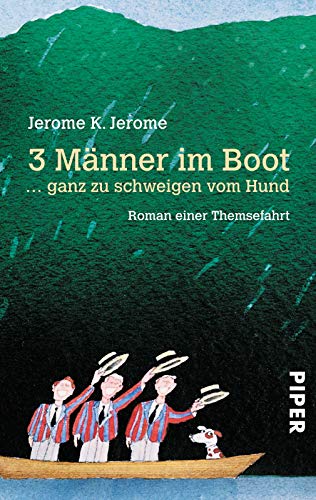 Jerome K. Jerome
3 Männer im Boot
... ganz zu schweigen vom Hund
Roman einer Themsefahrt
PIPER